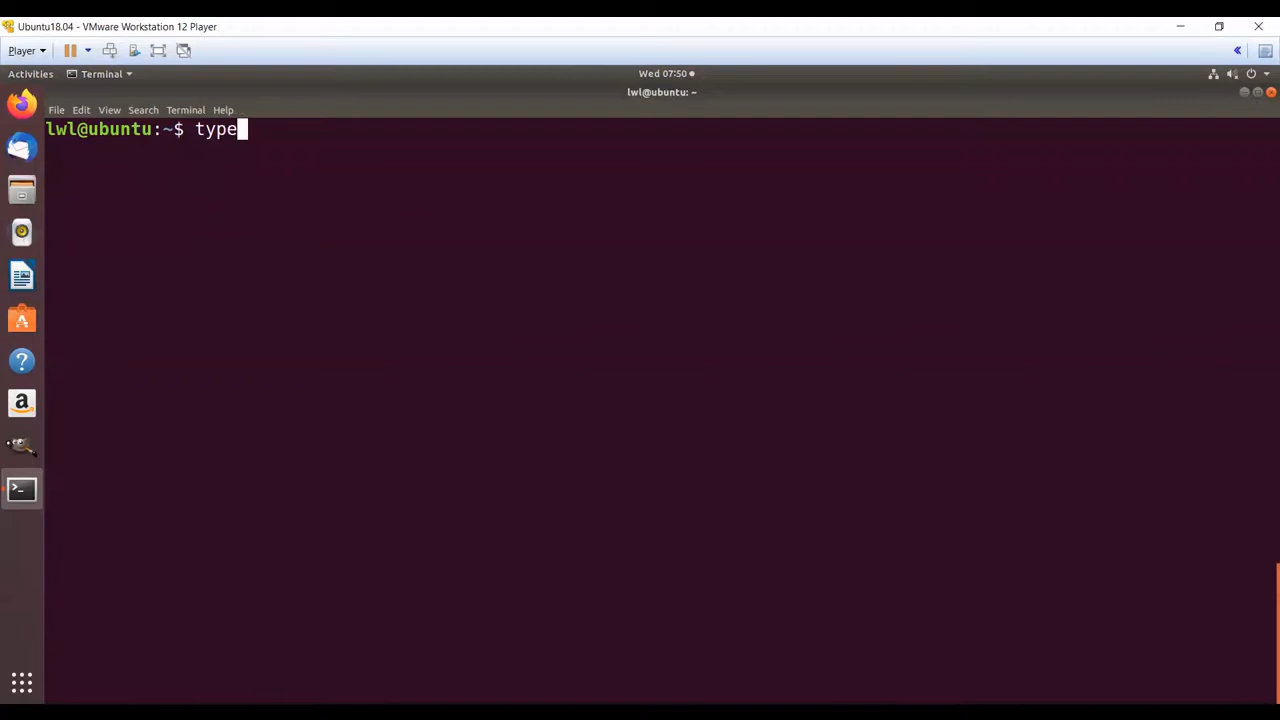 Ubuntu18.04 - VMware Workstation 12 Player
Player
Activities
Terminal
Wed 07:50
lwl@ubuntu: ~
File Edit View Search Terminal Help
lwl@ubuntu:~$ type